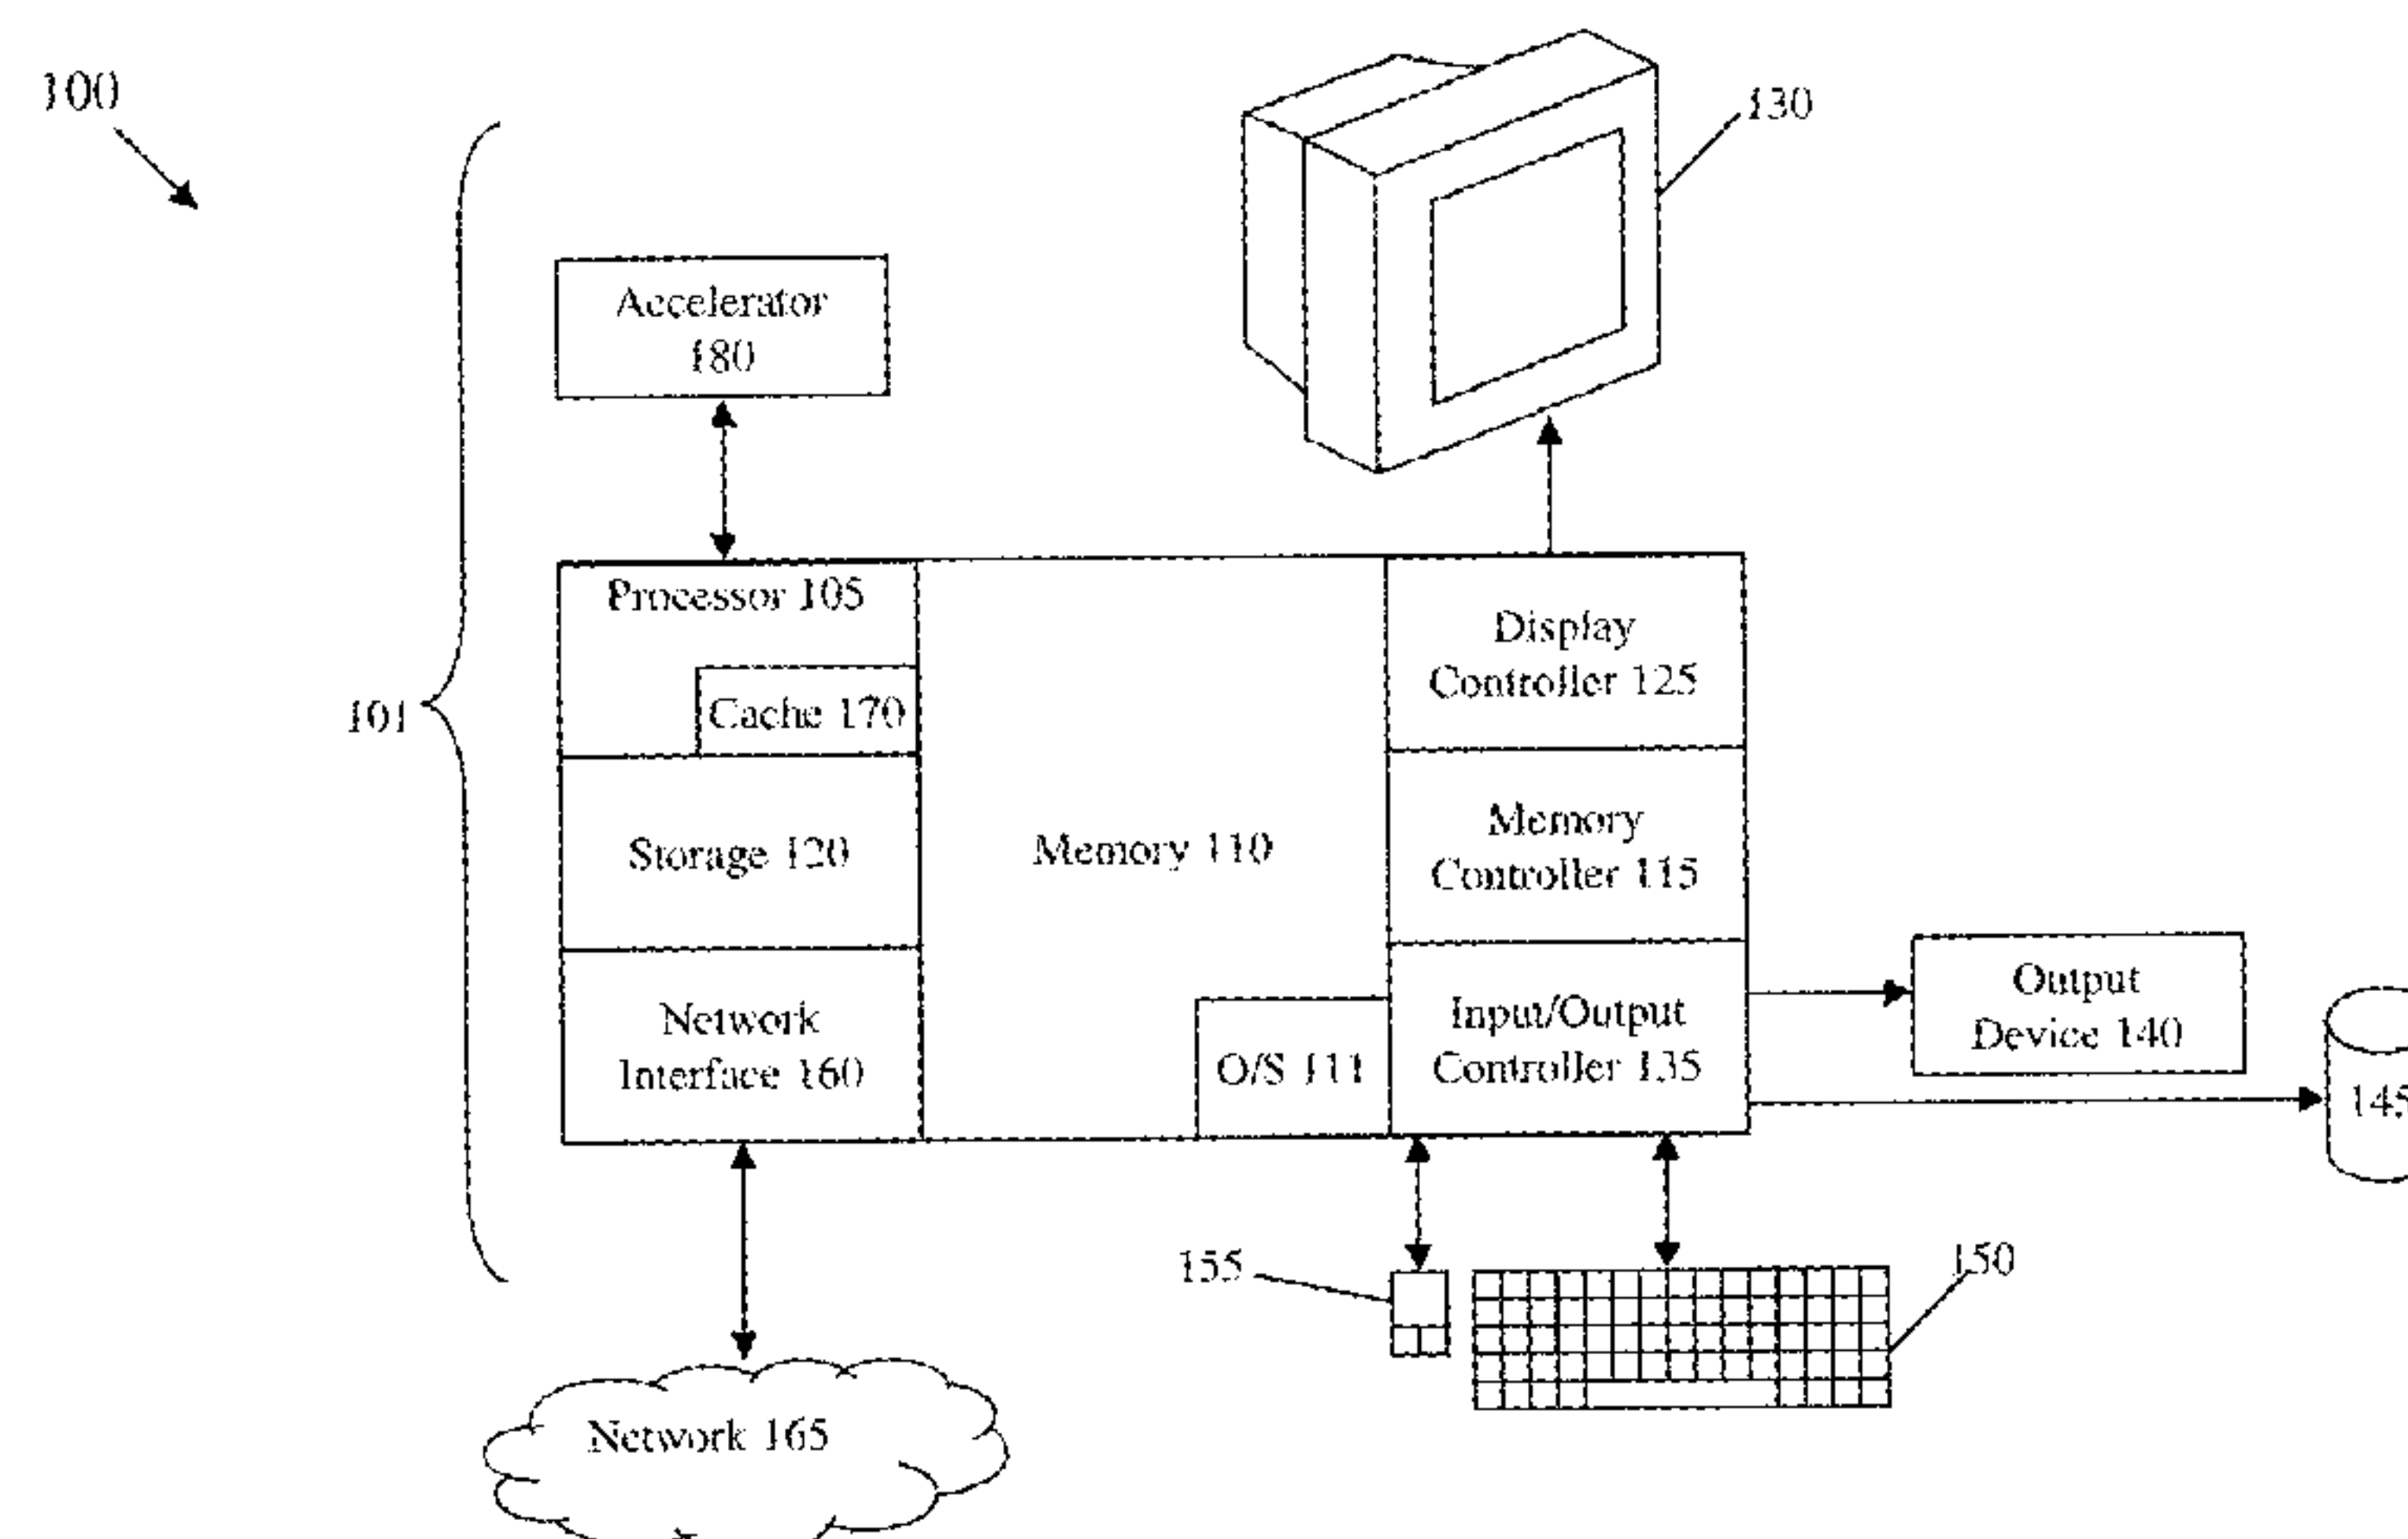 100
130
Accelerator
180
Processor 105
Display
Controller 125
101
Cache 170
Storage 120
Memory 110
Memory
Controller 115
Network
Interface 160
O/S 111
Input/Output
Controller 135
Output
Device 140
145
155
150
Network 165